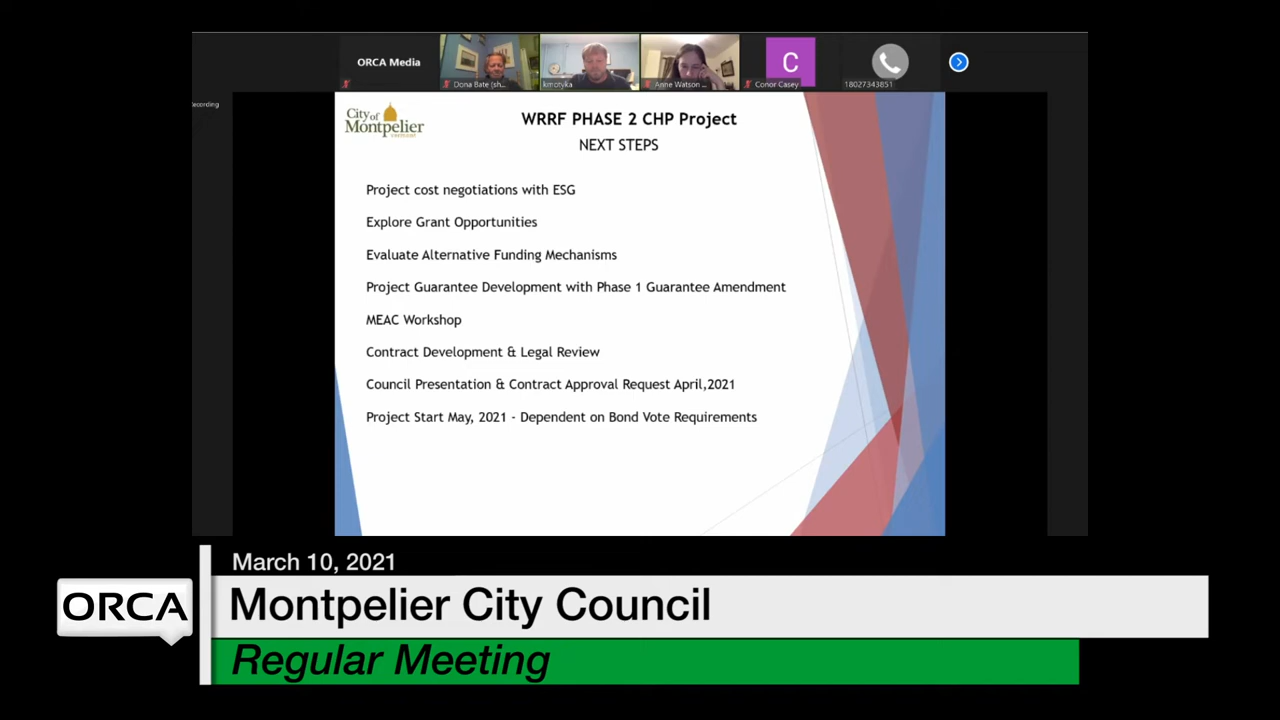 ORCA Media
Dona Bate (sh...
kmotyka
Anne Watson ...
C
Conor Casey
18027343851
ecording
City of
Montpelier
VERMONT
WRRF PHASE 2 CHP Project
NEXT STEPS
Project cost negotiations with ESG
Explore Grant Opportunities
Evaluate Alternative Funding Mechanisms
Project Guarantee Development with Phase 1 Guarantee Amendment
MEAC Workshop
Contract Development & Legal Review
Council Presentation & Contract Approval Request April,2021
Project Start May, 2021 - Dependent on Bond Vote Requirements
March 10, 2021
ORCA
Montpelier City Council
Regular Meeting